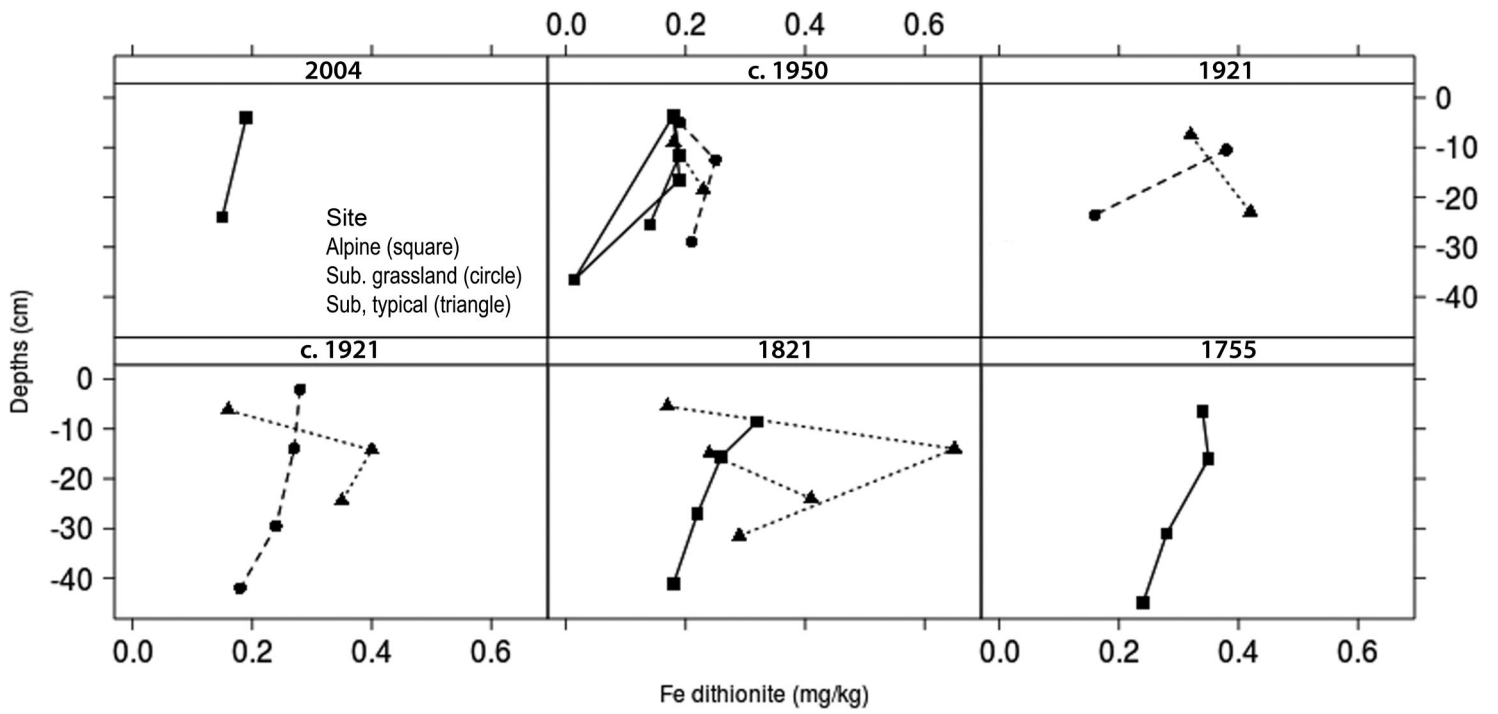 0.0 0.2 0.4 0.6
2004 c. 1950 1921
0
-10
-20
-30
-40
Site
Alpine (square)
Sub. grassland (circle)
Sub, typical (triangle)
Depths (cm)
c. 1921 1821 1755
0
-10
-20
-30
-40
0.0 0.2 0.4 0.6 0.0 0.2 0.4 0.6
Fe dithionite (mg/kg)